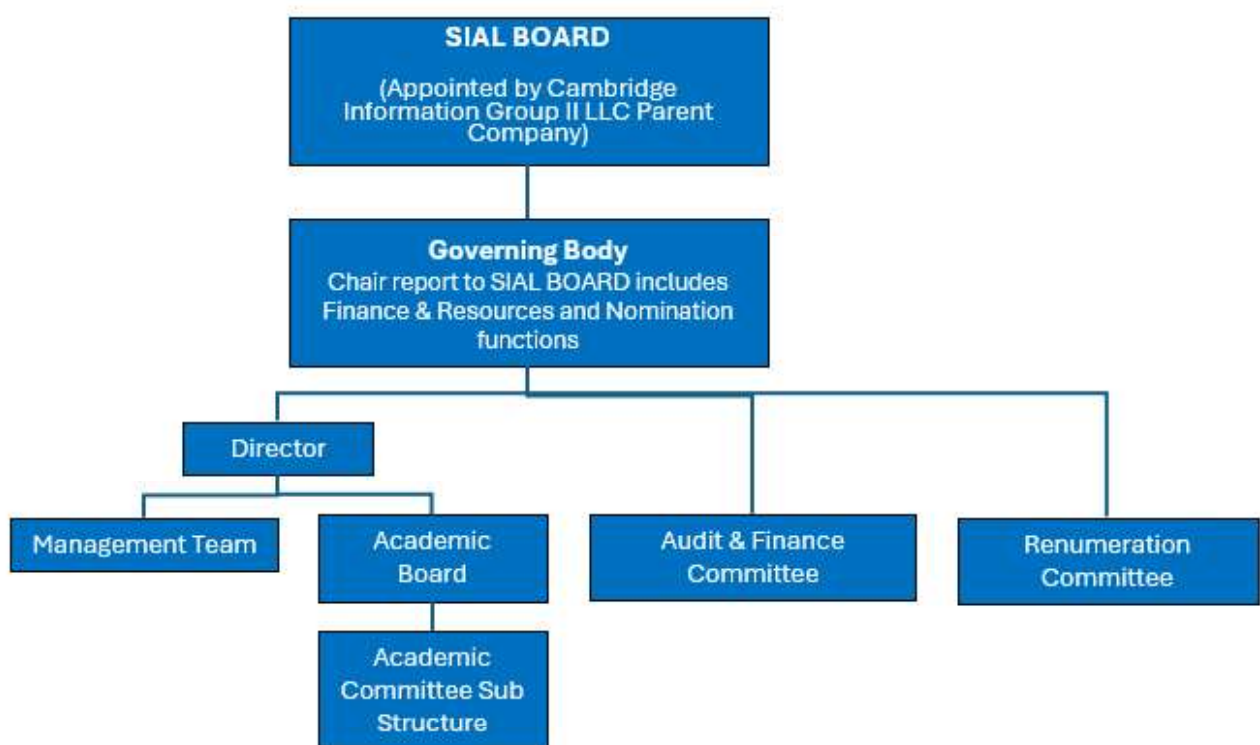 SIAL BOARD
(Appointed by Cambridge
Information Group II LLC Parent
Company)
Governing Body
Chair report to SIAL BOARD includes
Finance & Resources and Nomination
functions
Director
Management Team
Academic
Board
Audit & Finance
Committee
Renumeration
Committee
Academic
Committee Sub
Structure